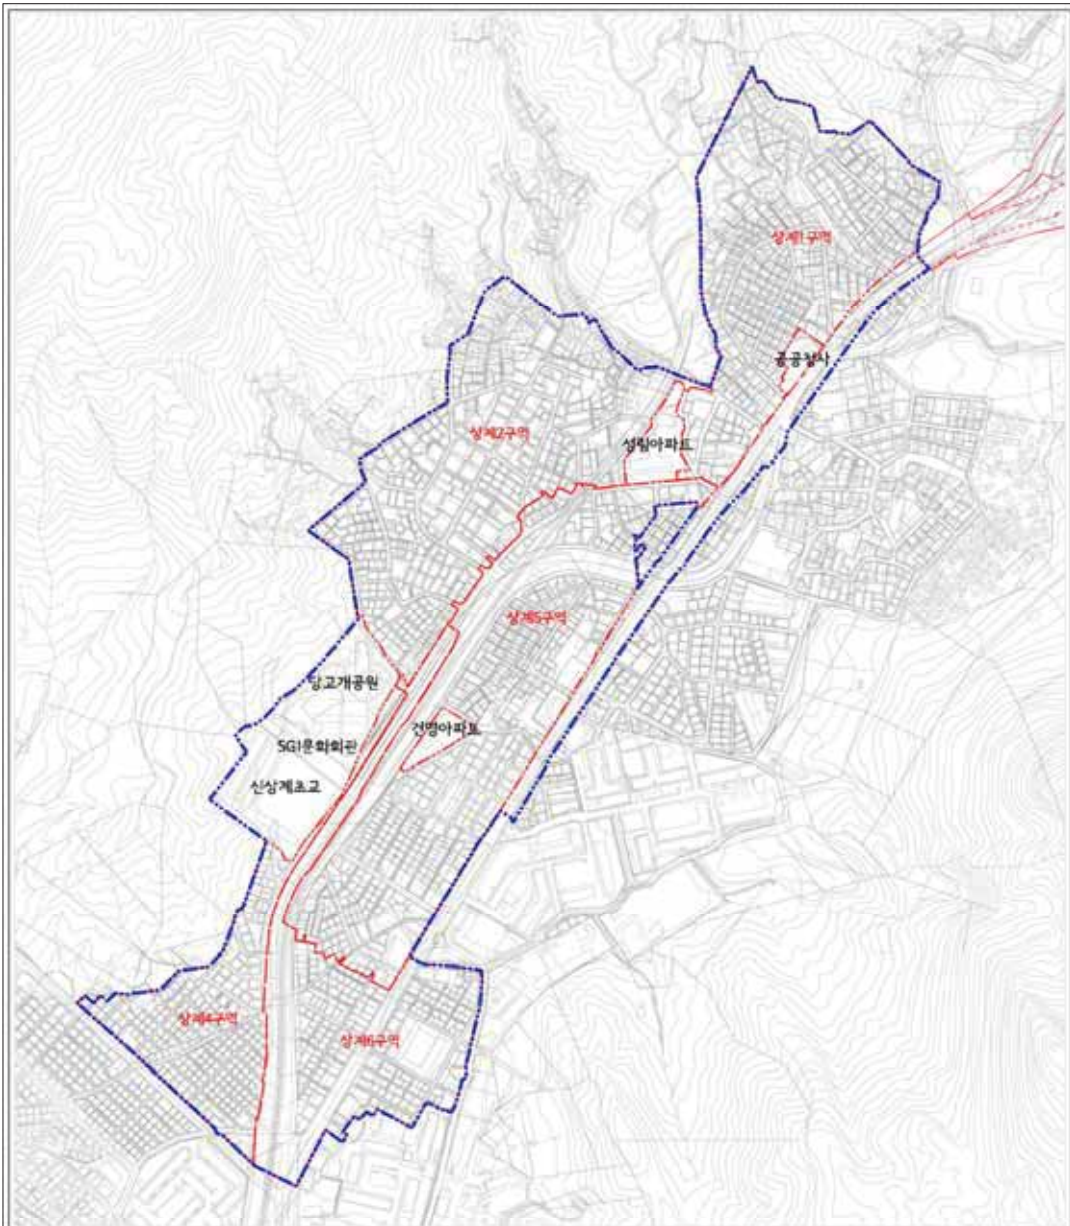 상계1구역
공공청사
상계2구역
성림아파트
상계5구역
당고개공원
건영아파트
SGI문화회관
신상계초교
상계4구역
상계6구역